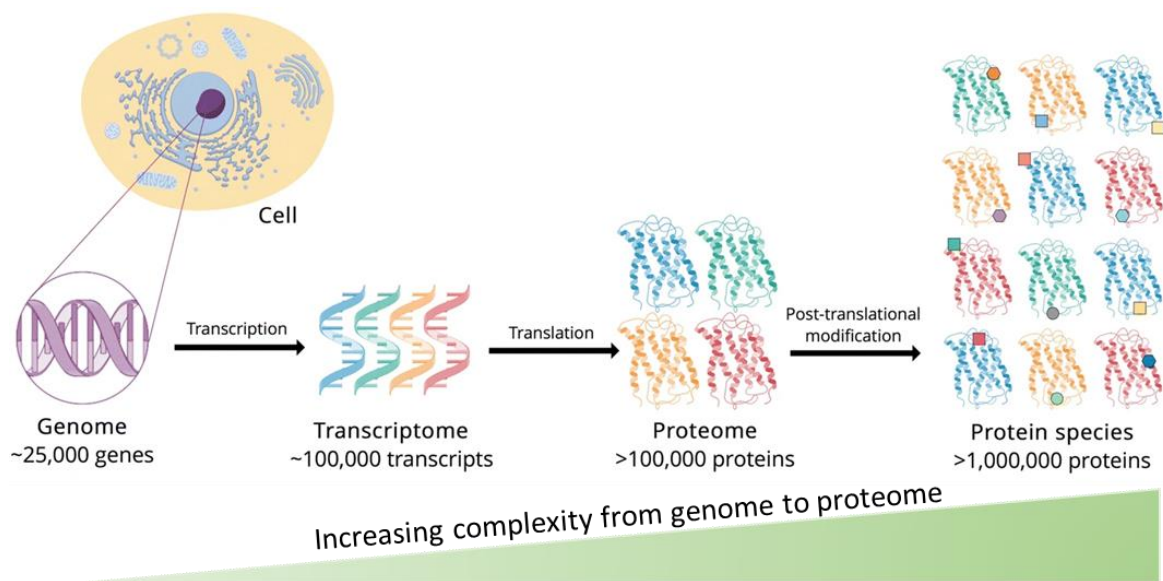 Cell
Transcription
Translation
Post-translational
modification
Genome
~25,000 genes
Transcriptome
~100,000 transcripts
Proteome
>100,000 proteins
Protein species
>1,000,000 proteins
Increasing complexity from genome to proteome